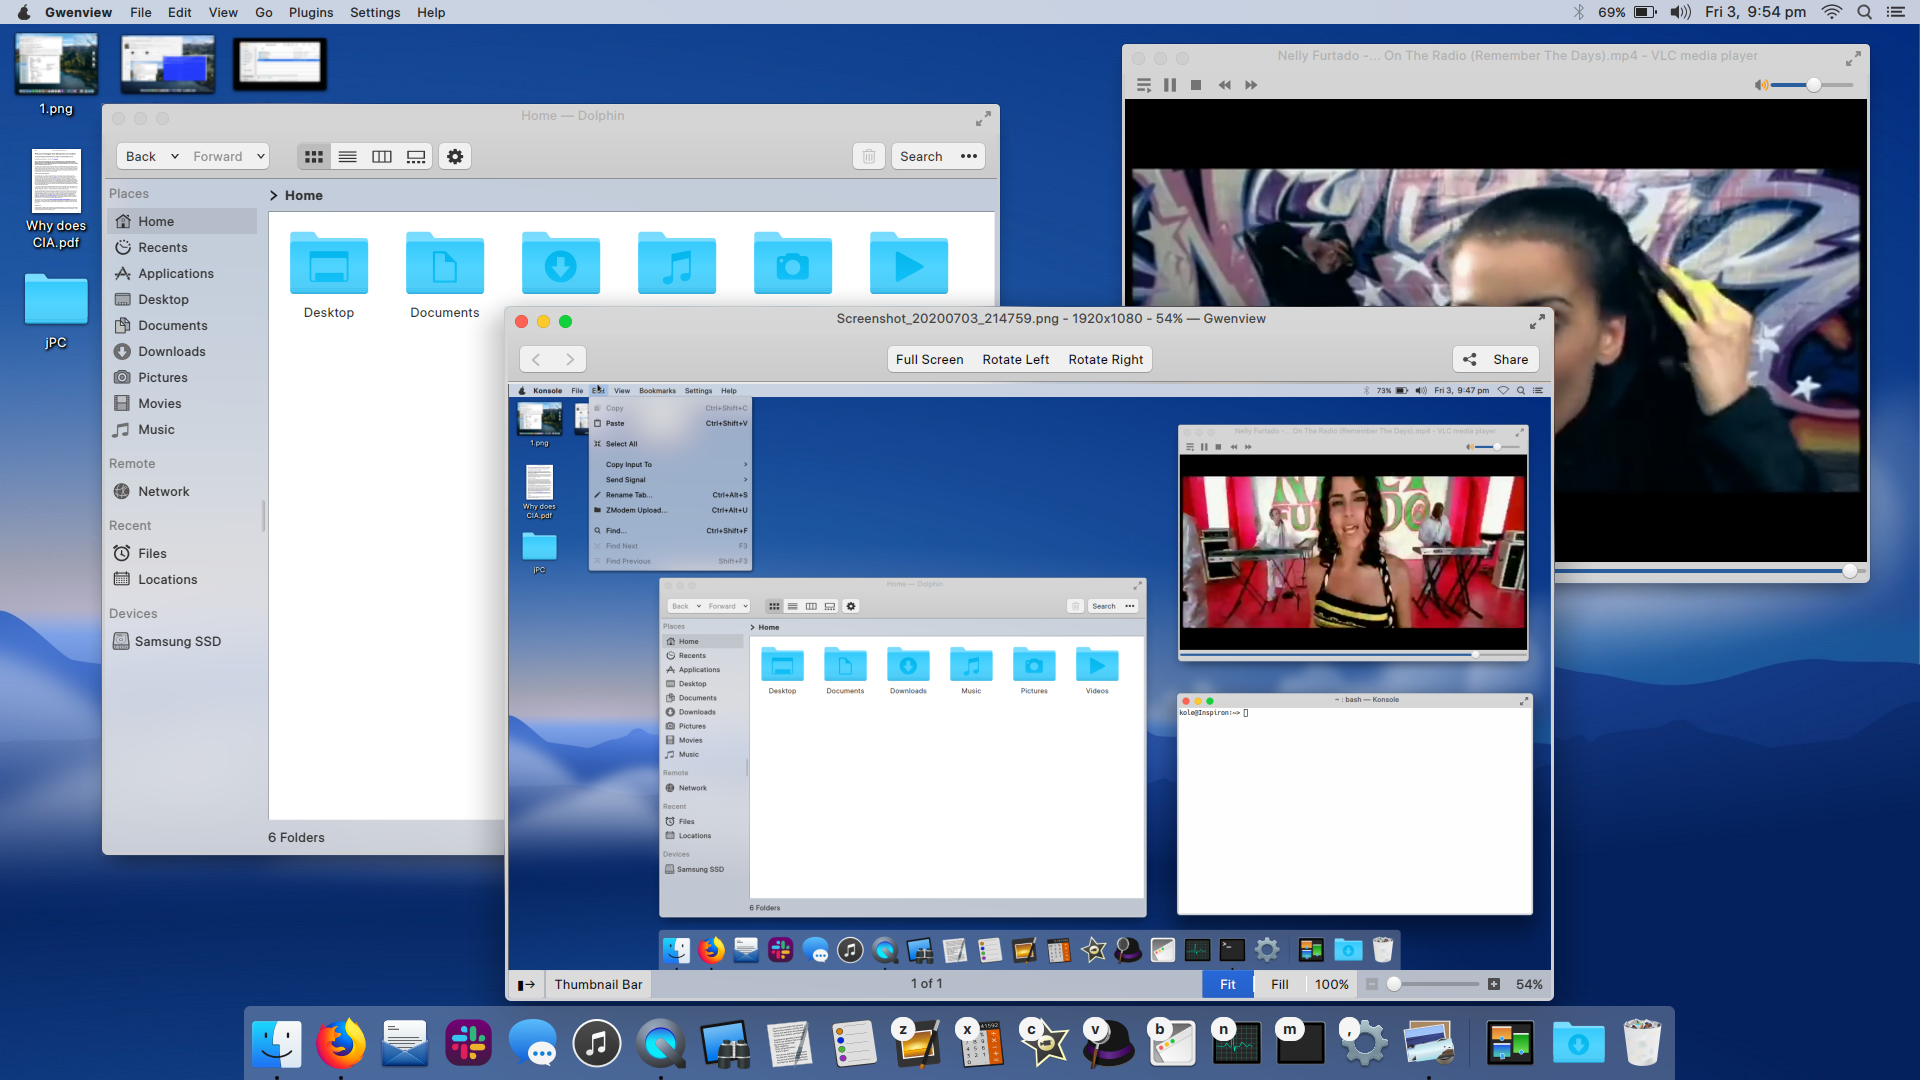 Gwenview File Edit View Go Plugins Settings Help
69% Fri 3, 9:54 pm
1.png
Why does
CIA.pdf
jPC
Home — Dolphin
Back Forward Search •••
Places
> Home
Home
Recents
Applications
Desktop
Documents
Downloads
Pictures
Movies
Music
Remote
Network
Recent
Files
Locations
Devices
Samsung SSD
Desktop
Documents
6 Folders
Nelly Furtado -... On The Radio (Remember The Days).mp4 - VLC media player
Screenshot_20200703_214759.png - 1920x1080 - 54% — Gwenview
Full Screen Rotate Left Rotate Right Share
Konsole File Edit View Bookmarks Settings Help
73% Fri 3, 9:47 pm
1.png
Why does
CIA.pdf
jPC
Copy Ctrl+Shift+C
Paste Ctrl+Shift+V
Select All
Copy Input To >
Send Signal >
Rename Tab... Ctrl+Alt+S
ZModem Upload... Ctrl+Alt+U
Find... Ctrl+Shift+F
Find Next F3
Find Previous Shift+F3
Nelly Furtado -... On The Radio (Remember The Days).mp4 - VLC media player
Home — Dolphin
Back Forward Search •••
Places
> Home
Home
Recents
Applications
Desktop
Documents
Downloads
Pictures
Movies
Music
Remote
Network
Recent
Files
Locations
Devices
Samsung SSD
Desktop Documents Downloads Music Pictures Videos
6 Folders
~ : bash — Konsole
kole@Inspiron:~>
Thumbnail Bar 1 of 1 Fit Fill 100% 54%
z x c v b n m ,